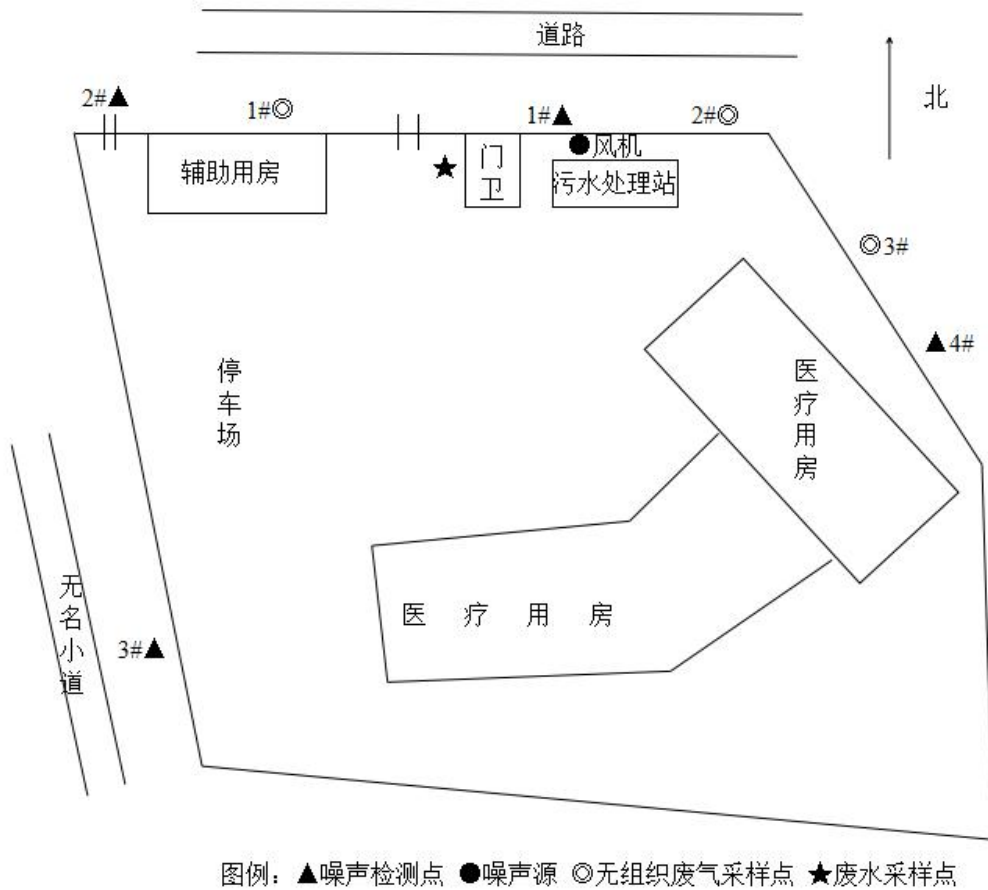 道路
北
2#▲
1#◎
1#▲
2#◎
●风机
辅助用房
★
门卫
污水处理站
◎3#
▲4#
停车场
医疗用房
无名小道
医疗用房
3#▲
图例：▲噪声检测点 ●噪声源 ◎无组织废气采样点 ★废水采样点